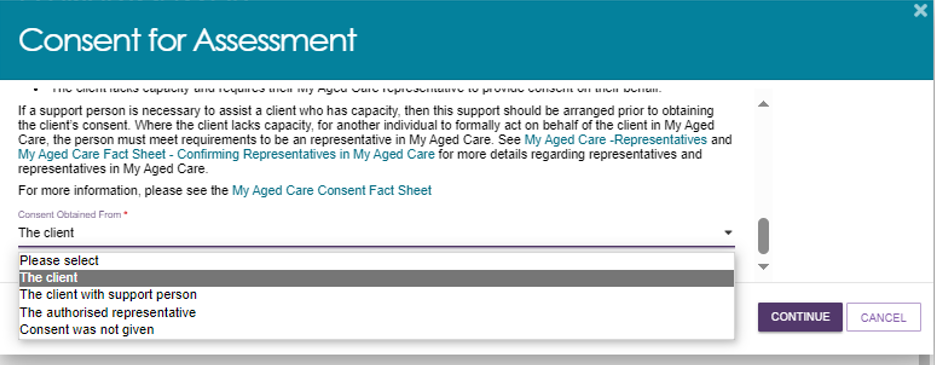 Consent for Assessment
• The client lacks capacity and requires their My Aged Care representative to provide consent on their behalf.
If a support person is necessary to assist a client who has capacity, then this support should be arranged prior to obtaining
the client's consent. Where the client lacks capacity, for another individual to formally act on behalf of the client in My Aged
Care, the person must meet requirements to be an representative in My Aged Care. See My Aged Care -Representatives and
My Aged Care Fact Sheet - Confirming Representatives in My Aged Care for more details regarding representatives and
representatives in My Aged Care.
For more information, please see the My Aged Care Consent Fact Sheet
Consent Obtained From *
The client
Please select
The client
The client with support person
The authorised representative
Consent was not given
CONTINUE
CANCEL